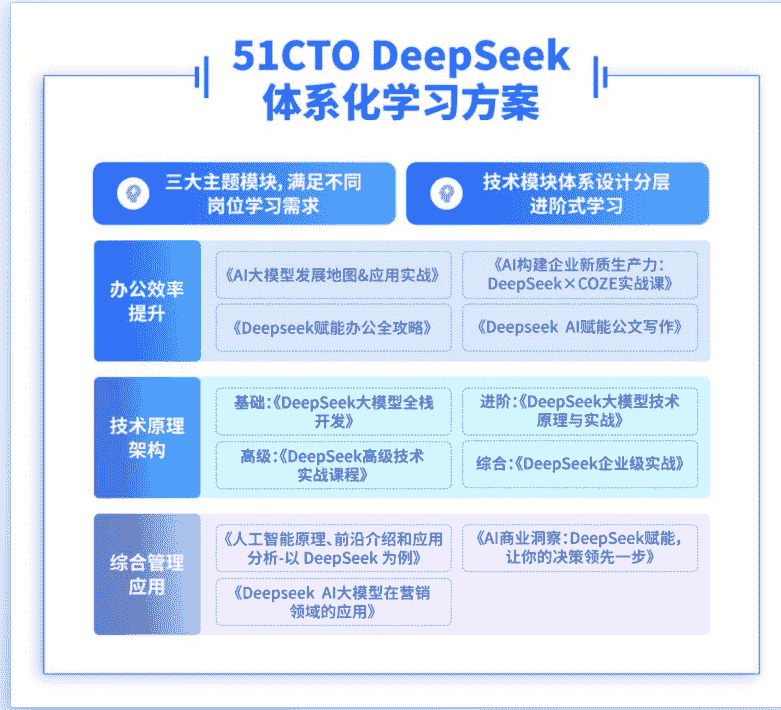 51CTO DeepSeek
体系化学习方案
三大主题模块,满足不同
岗位学习需求
技术模块体系设计分层
进阶式学习
办公效率
提升
《AI大模型发展地图&应用实战》
《AI构建企业新质生产力:
DeepSeek×COZE实战课》
《Deepseek赋能办公全攻略》
《Deepseek AI赋能公文写作》
技术原理
架构
基础:《DeepSeek大模型全栈
开发》
进阶:《DeepSeek大模型技术
原理与实战》
高级:《DeepSeek高级技术
实战课程》
综合:《DeepSeek企业级实战》
综合管理
应用
《人工智能原理、前沿介绍和应用
分析-以 DeepSeek 为例》
《AI商业洞察:DeepSeek赋能,
让你的决策领先一步》
《Deepseek AI大模型在营销
领域的应用》